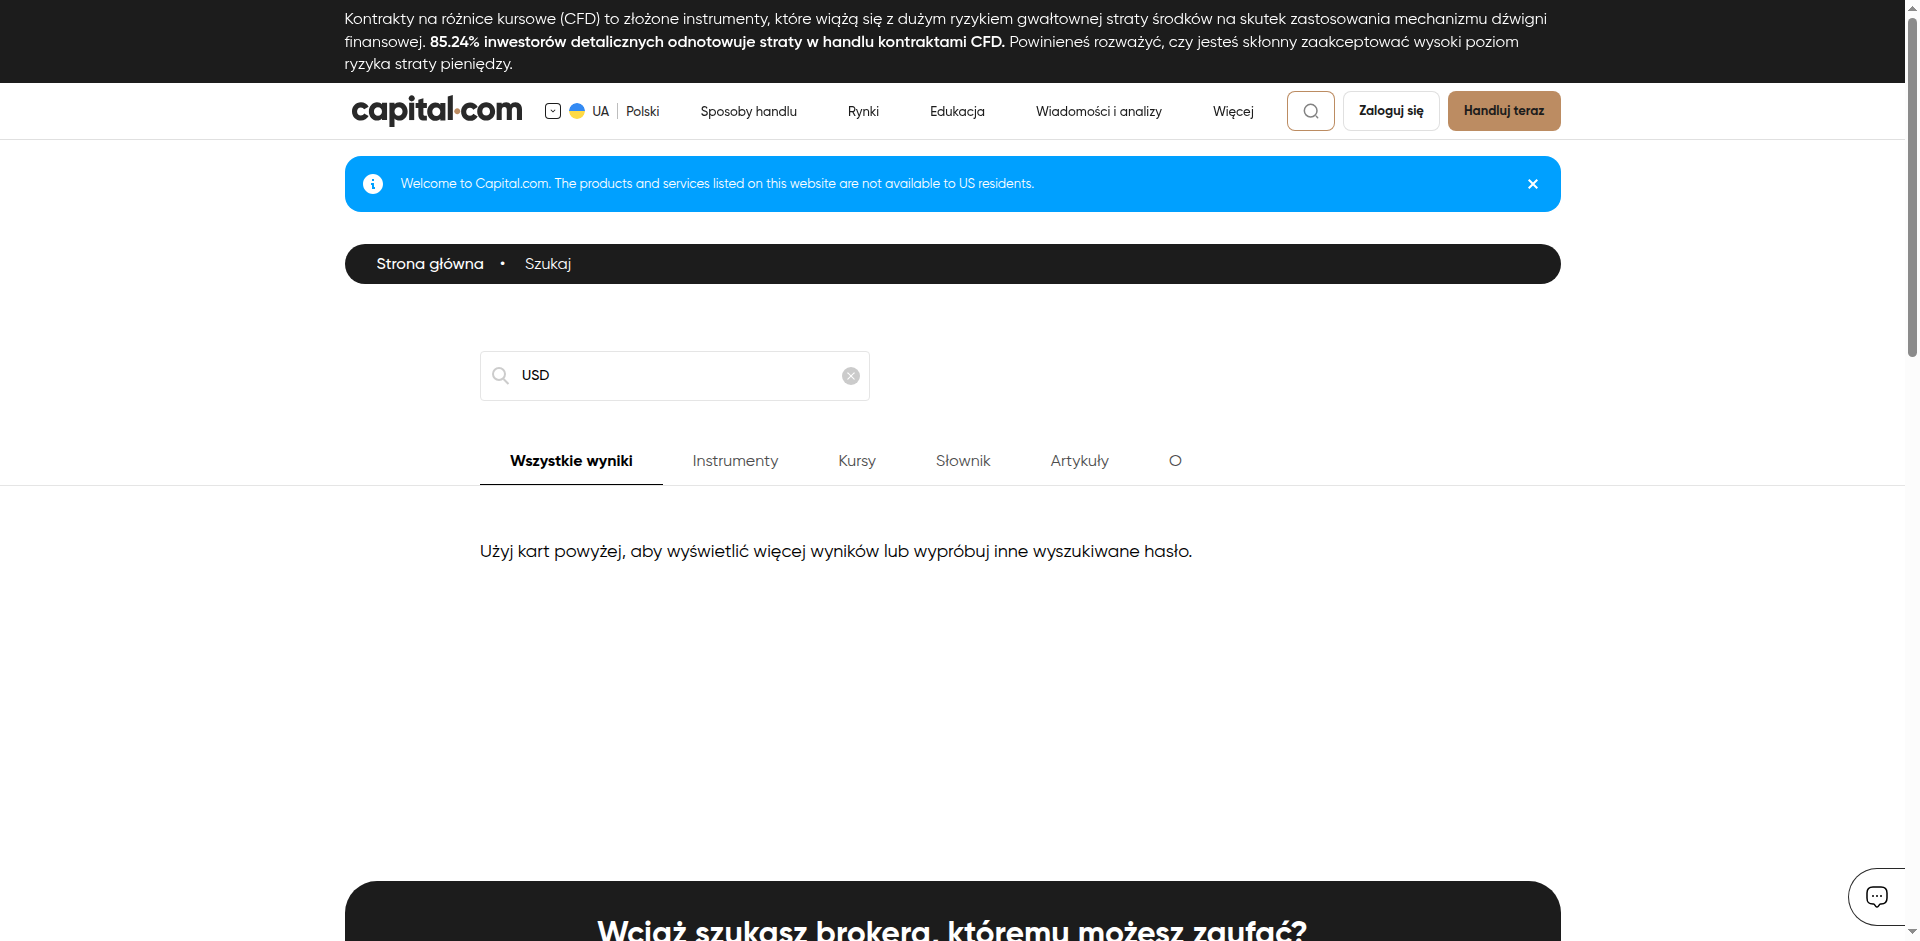 Kontrakty na różnice kursowe (CFD) to złożone instrumenty, które wiążą się z dużym ryzykiem gwałtownej straty środków na skutek zastosowania mechanizmu dźwigni
finansowej. 85.24% inwestorów detalicznych odnotowuje straty w handlu kontraktami CFD. Powinieneś rozważyć, czy jesteś skłonny zaakceptować wysoki poziom
ryzyka straty pieniędzy.
capital.com UA Polski Sposoby handlu Rynki Edukacja Wiadomości i analizy Więcej Zaloguj się Handluj teraz
Welcome to Capital.com. The products and services listed on this website are not available to US residents.
Strona główna • Szukaj
USD
Wszystkie wyniki Instrumenty Kursy Słownik Artykuły O
Użyj kart powyżej, aby wyświetlić więcej wyników lub wypróbuj inne wyszukiwane hasło.
Wciąż szukasz brokera, któremu możesz zaufać?